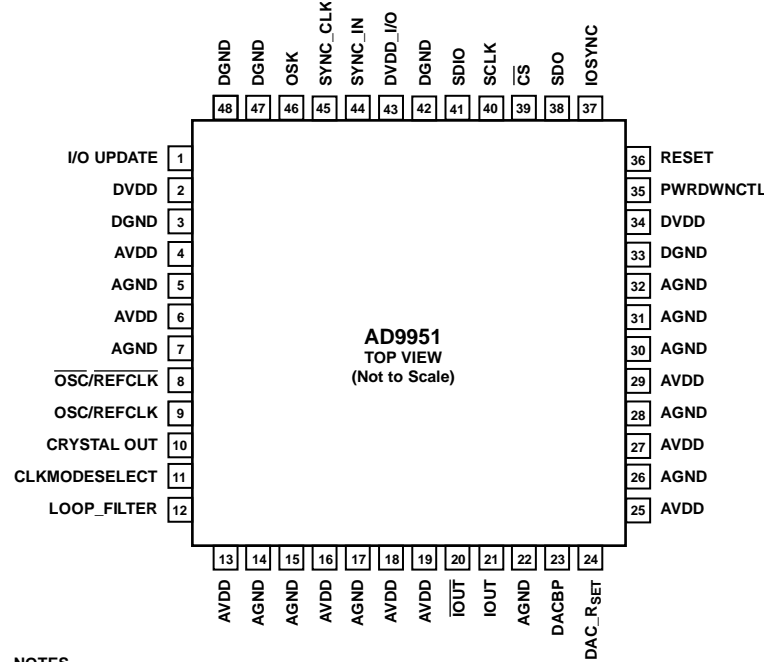 DGND
DGND
OSK
SYNC_CLK
SYNC_IN
DVDD_I/O
DGND
SDIO
SCLK
CS
SDO
IOSYNC
48 47 46 45 44 43 42 41 40 39 38 37
I/O UPDATE 1
DVDD 2
DGND 3
AVDD 4
AGND 5
AVDD 6
AGND 7
OSC/REFCLK 8
OSC/REFCLK 9
CRYSTAL OUT 10
CLKMODESELECT 11
LOOP_FILTER 12
AD9951
TOP VIEW
(Not to Scale)
36 RESET
35 PWRDWNCTL
34 DVDD
33 DGND
32 AGND
31 AGND
30 AGND
29 AVDD
28 AGND
27 AVDD
26 AGND
25 AVDD
13 14 15 16 17 18 19 20 21 22 23 24
AVDD
AGND
AGND
AVDD
AGND
AVDD
AVDD
IOUT
IOUT
AGND
DACBP
DAC_RSET